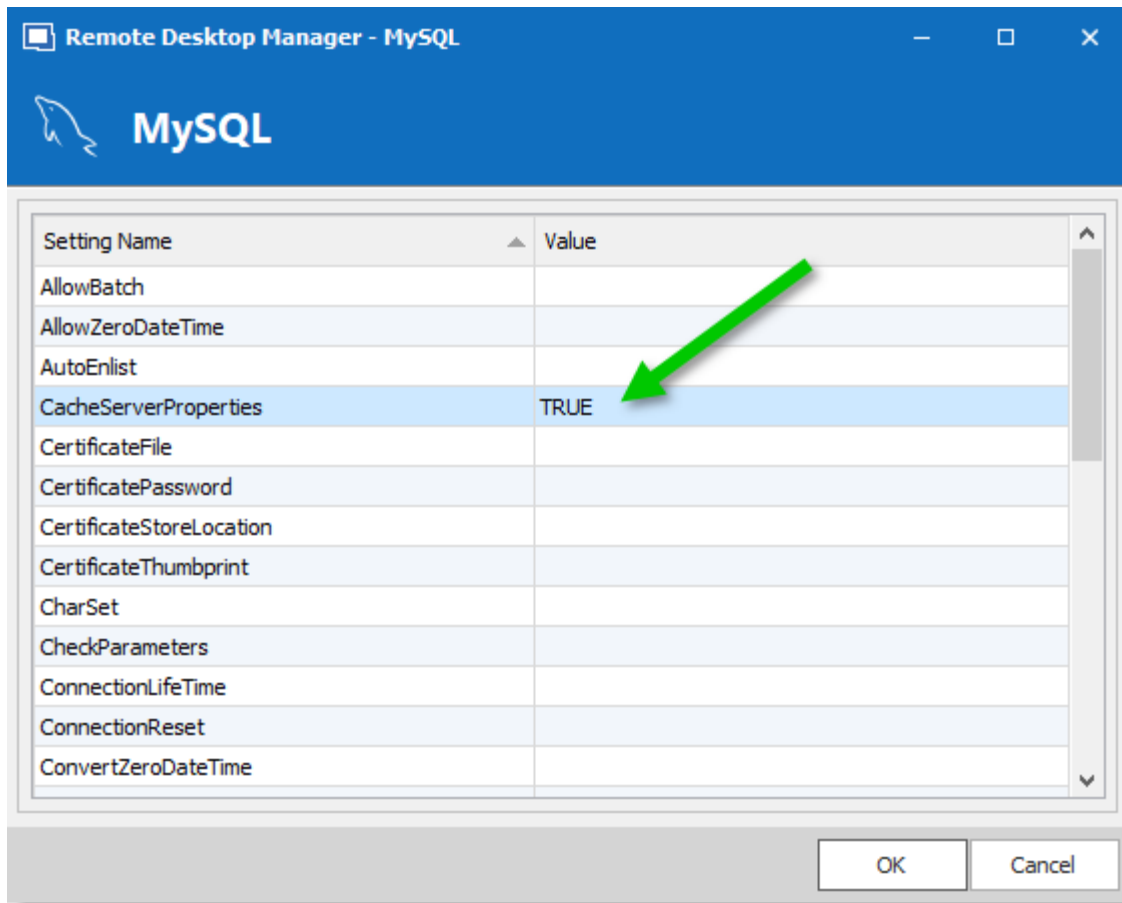 Remote Desktop Manager - MySQL
MySQL
Setting Name Value
AllowBatch
AllowZeroDateTime
AutoEnlist
CacheServerProperties TRUE
CertificateFile
CertificatePassword
CertificateStoreLocation
CertificateThumbprint
CharSet
CheckParameters
ConnectionLifeTime
ConnectionReset
ConvertZeroDateTime
OK Cancel